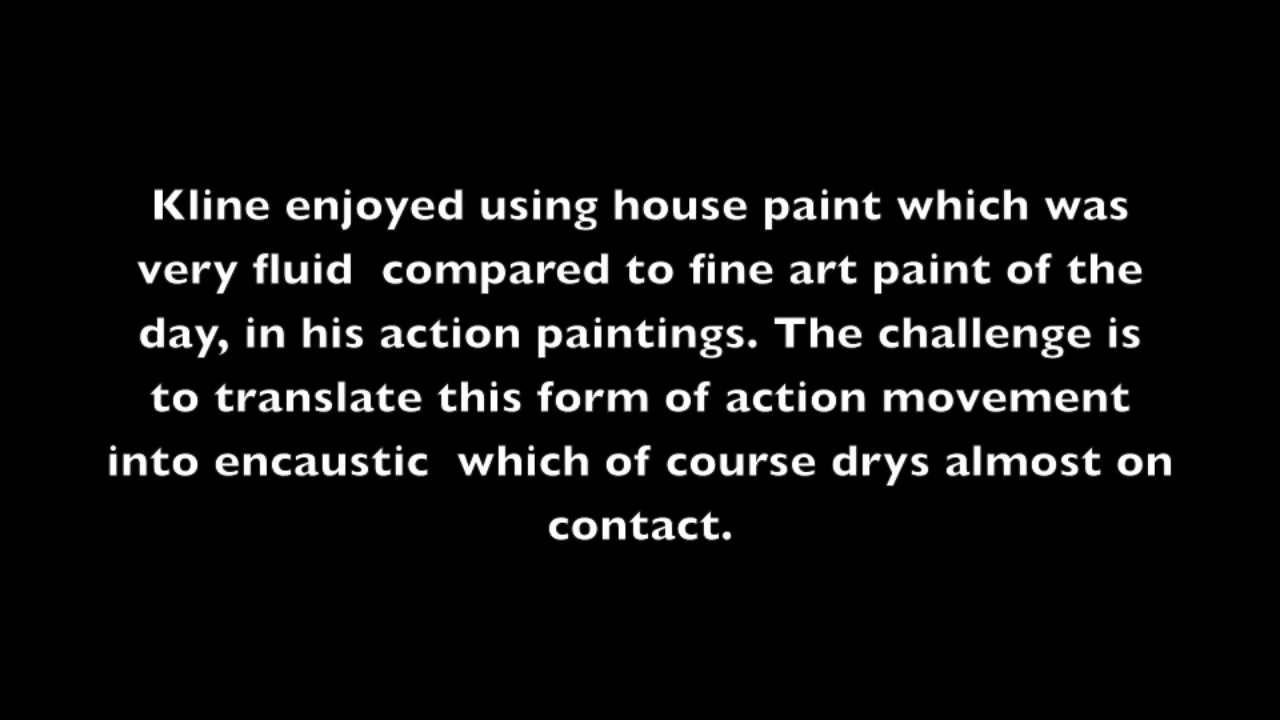 Kline enjoyed using house paint which was
very fluid  compared to fine art paint of the
day, in his action paintings. The challenge is
to translate this form of action movement
into encaustic  which of course drys almost on
contact.